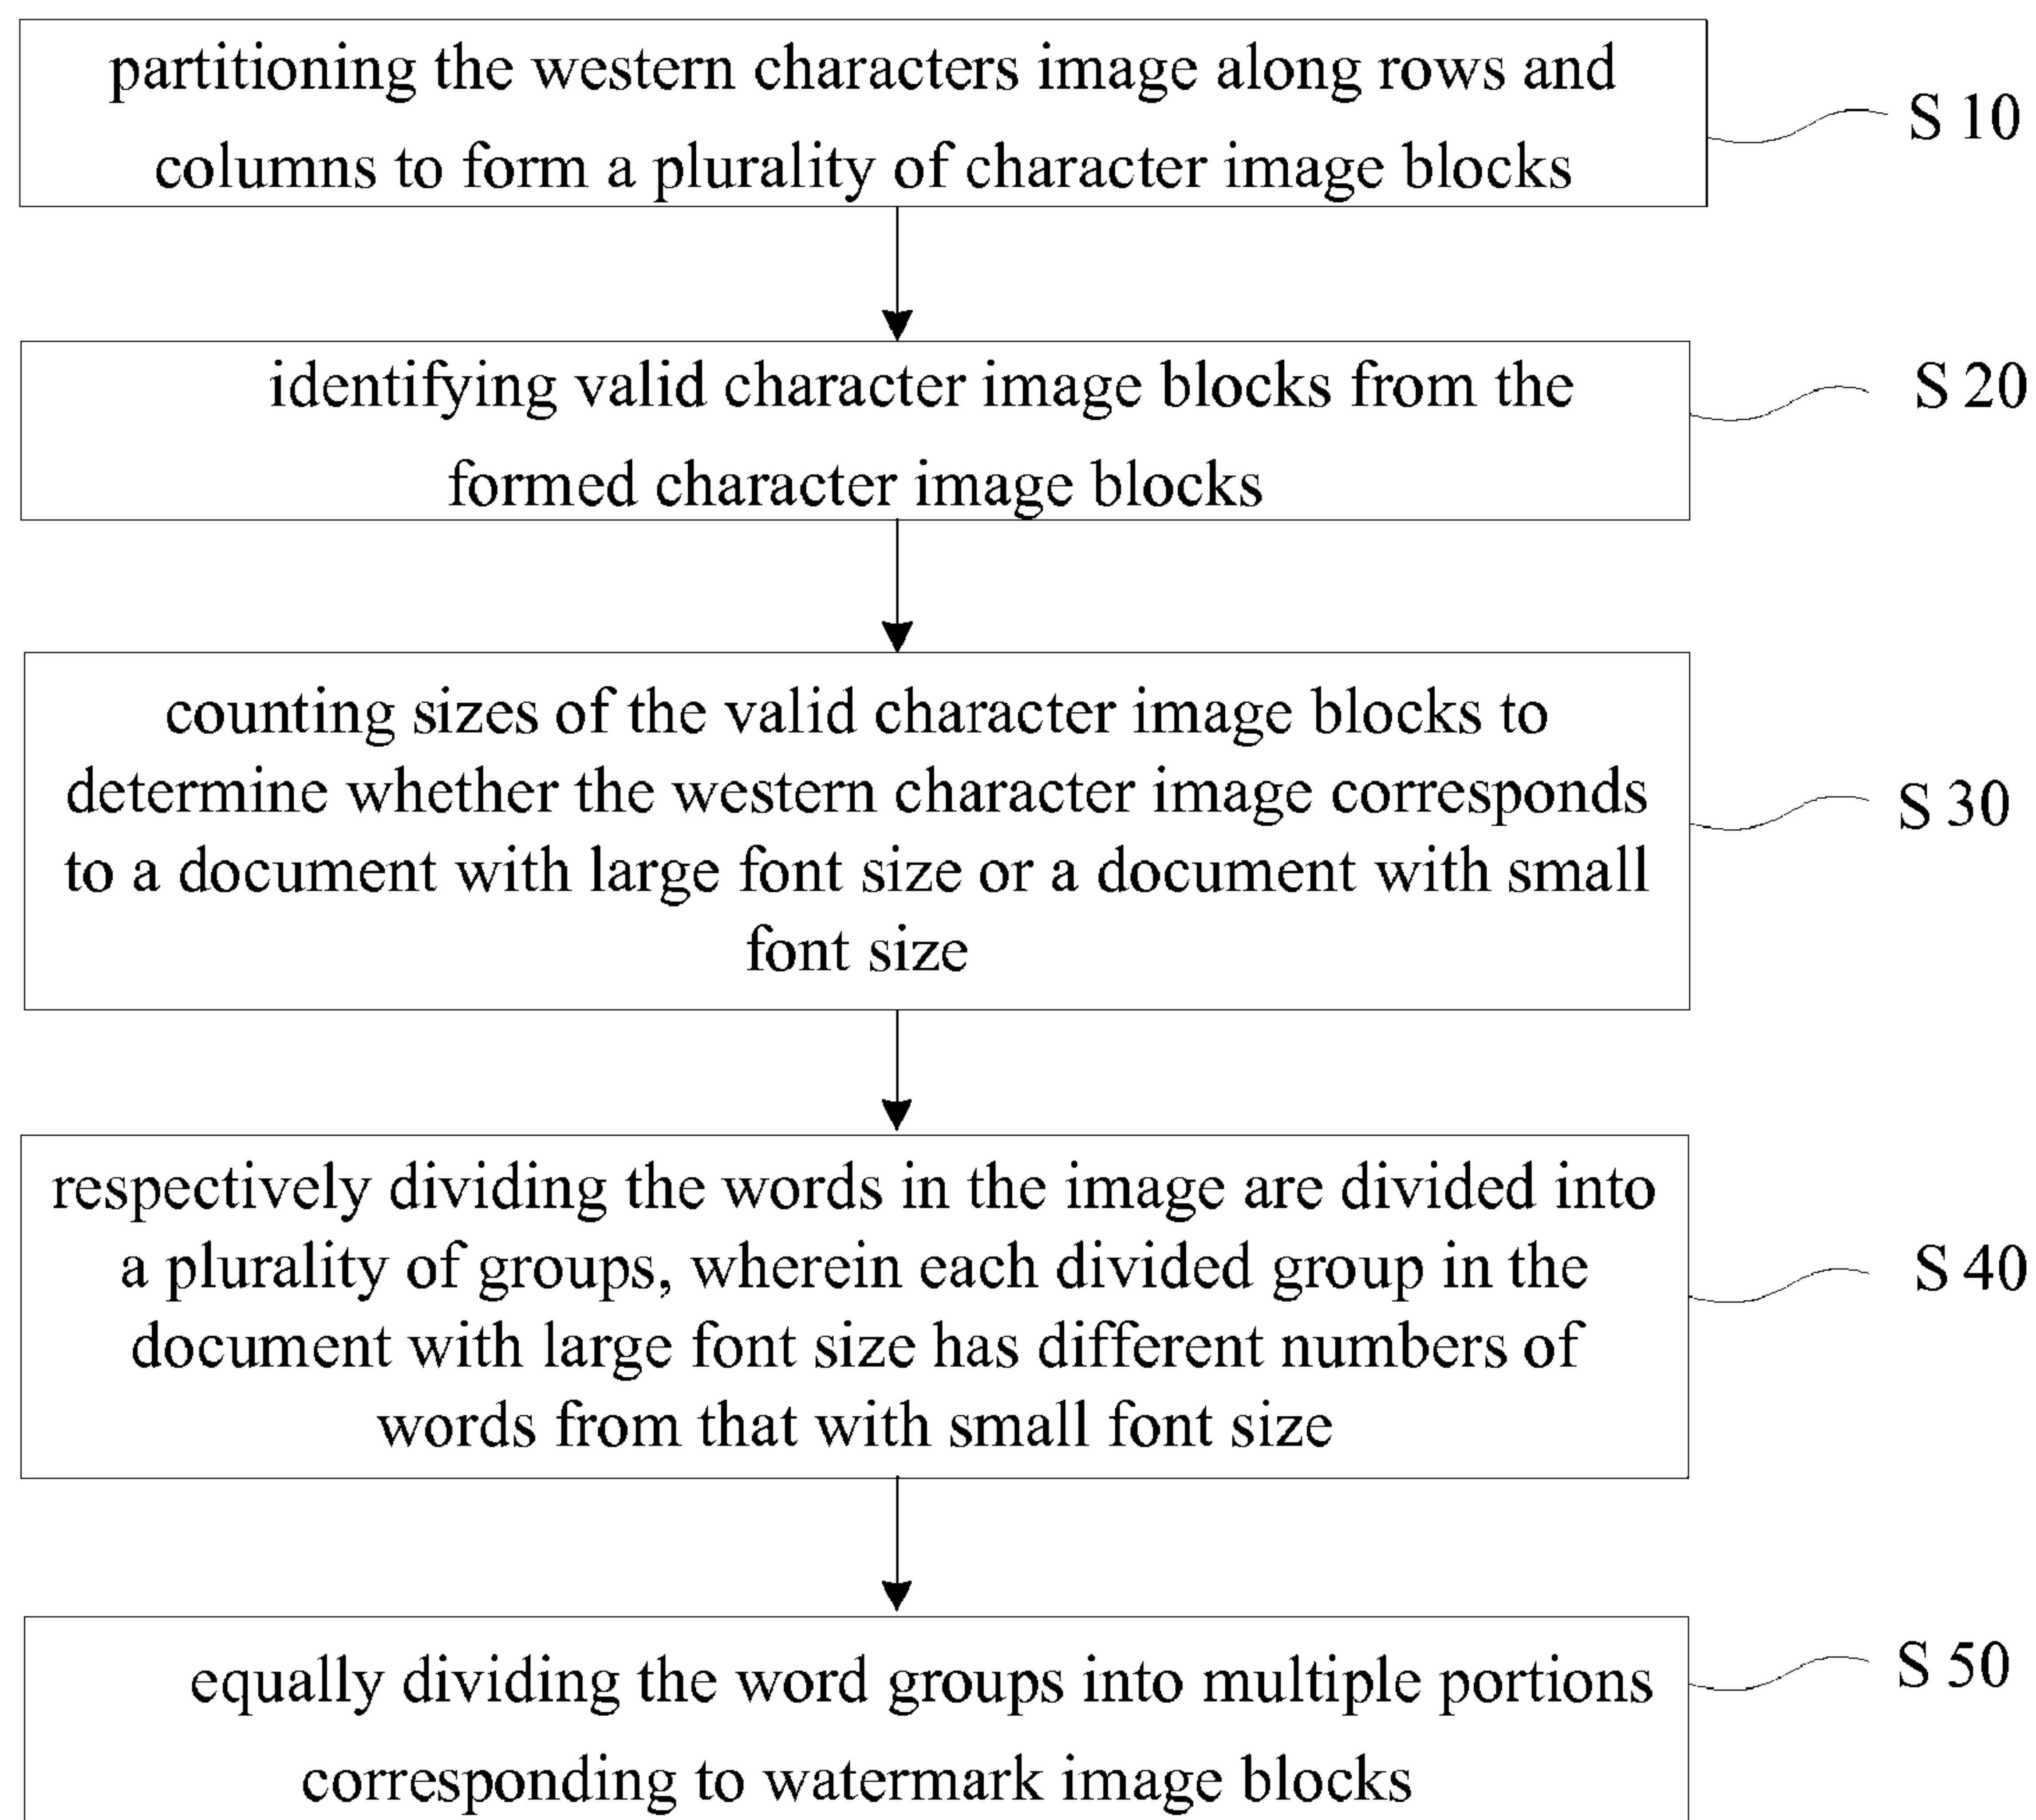 partitioning the western characters image along rows and
columns to form a plurality of character image blocks
S 10
identifying valid character image blocks from the
formed character image blocks
S 20
counting sizes of the valid character image blocks to
determine whether the western character image corresponds
to a document with large font size or a document with small
font size
S 30
respectively dividing the words in the image are divided into
a plurality of groups, wherein each divided group in the
document with large font size has different numbers of
words from that with small font size
S 40
equally dividing the word groups into multiple portions
corresponding to watermark image blocks
S 50